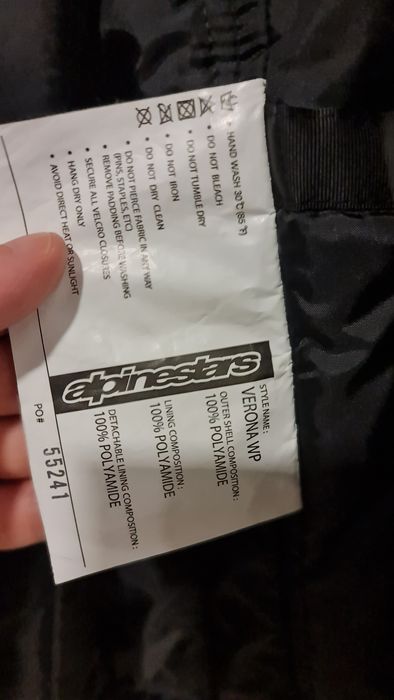 HAND WASH 30°C (85 °F)
• DO NOT BLEACH
• DO NOT TUMBLE DRY
• DO NOT IRON
• DO NOT DRY CLEAN
• DO NOT PIERCE FABRIC IN ANY WAY
(PINS, STAPLES, ETC)
• REMOVE PADDING BEFORE WASHING
• SECURE ALL VELCRO CLOSURES
• HANG DRY ONLY
• AVOID DIRECT HEAT OR SUNLIGHT
alpinestars
STYLE NAME :
VERONA WP
OUTER SHELL COMPOSITION :
100% POLYAMIDE
LINING COMPOSITION :
100% POLYAMIDE
DETACHABLE LINING COMPOSITION :
100% POLYAMIDE
PO# 55241